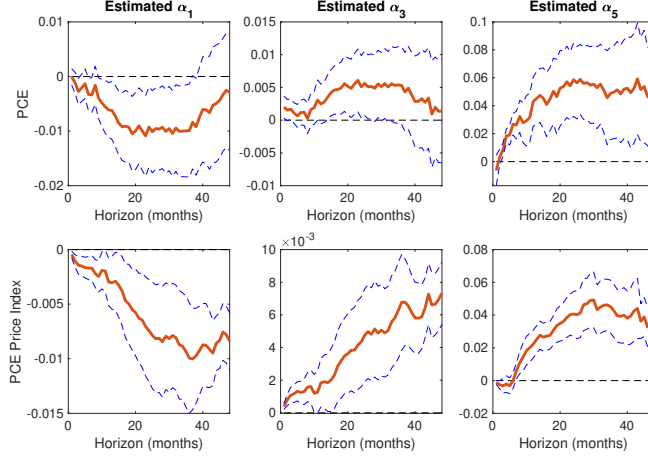 Estimated α1 Estimated α3 Estimated α5
0.01 0.015 0.1
0.01 0.08
0 0.005 0.06
PCE
0 0.04
-0.01 -0.005 0.02
0
-0.02 -0.01
0 20 40 0 20 40 0 20 40
Horizon (months) Horizon (months) Horizon (months)
×10⁻³
0 10 0.08
8 0.06
-0.005 6 0.04
PCE Price Index
-0.01 4 0.02
2 0
-0.015 0 -0.02
0 20 40 0 20 40 0 20 40
Horizon (months) Horizon (months) Horizon (months)